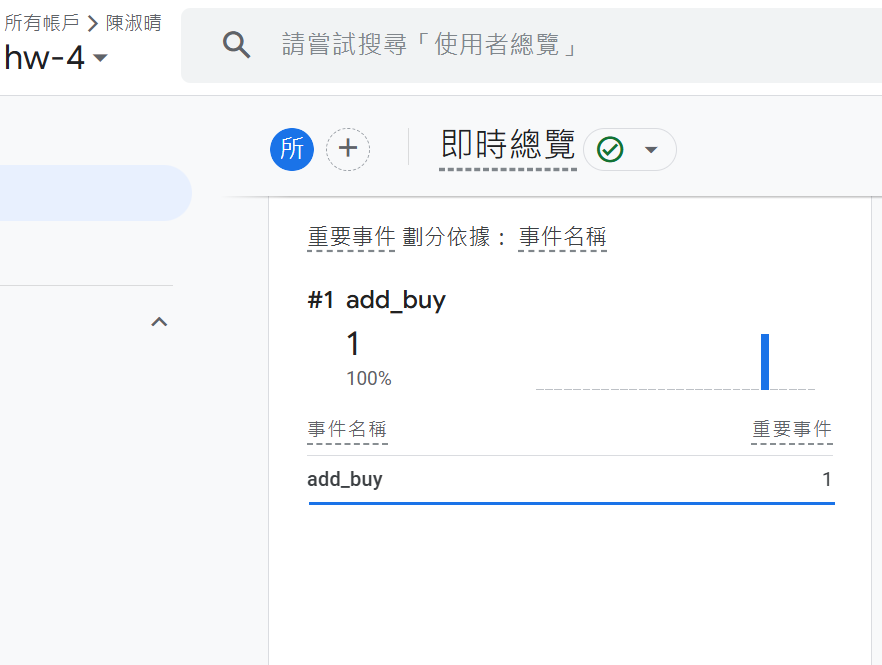 所有帳戶 > 陳淑晴
hw-4
請嘗試搜尋「使用者總覽」
所
即時總覽
重要事件 劃分依據： 事件名稱
#1 add_buy
1
100%
事件名稱 重要事件
add_buy 1